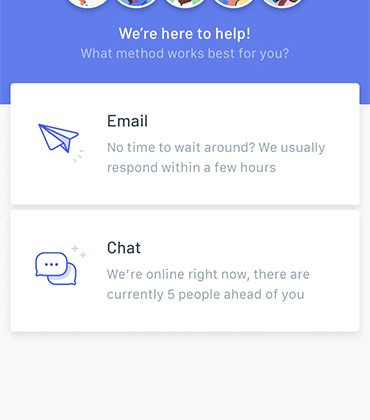 We're here to help!
What method works best for you?
Email
No time to wait around? We usually
respond within a few hours
Chat
We're online right now, there are
currently 5 people ahead of you